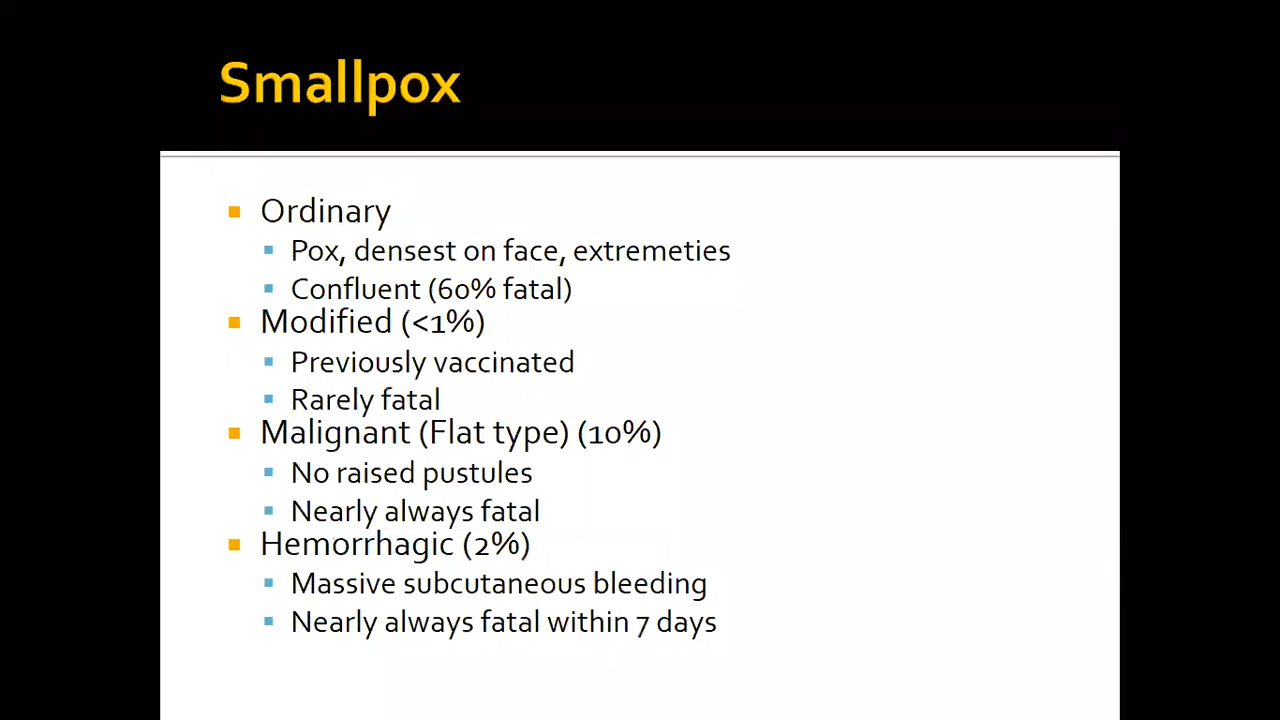 Smallpox
Ordinary
Pox, densest on face, extremeties
Confluent (60% fatal)
Modified (<1%)
Previously vaccinated
Rarely fatal
Malignant (Flat type) (10%)
No raised pustules
Nearly always fatal
Hemorrhagic (2%)
Massive subcutaneous bleeding
Nearly always fatal within 7 days